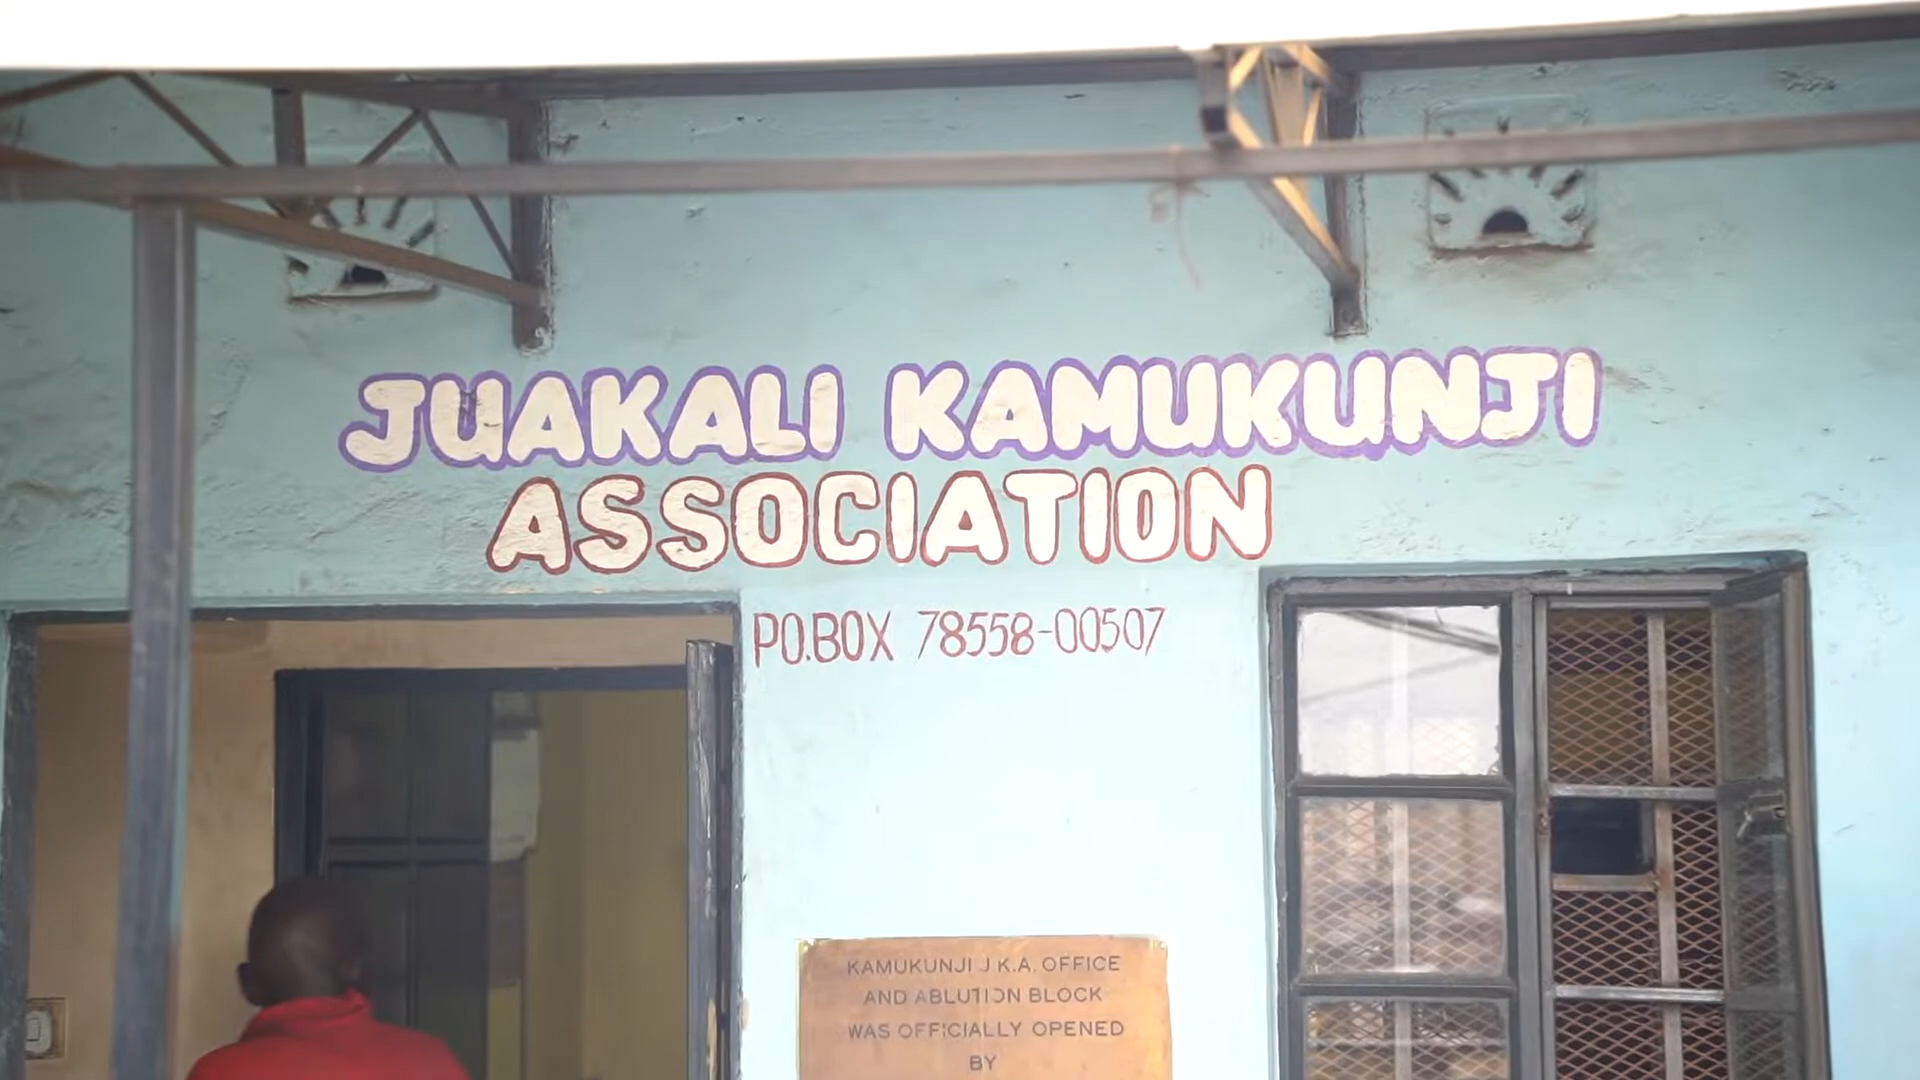 JUAKALI KAMUKUNJI
ASSOCIATION
P.O.BOX 78558-00507
KAMUKUNJI J.K.A. OFFICE
AND ABLUTION BLOCK
WAS OFFICIALLY OPENED
BY